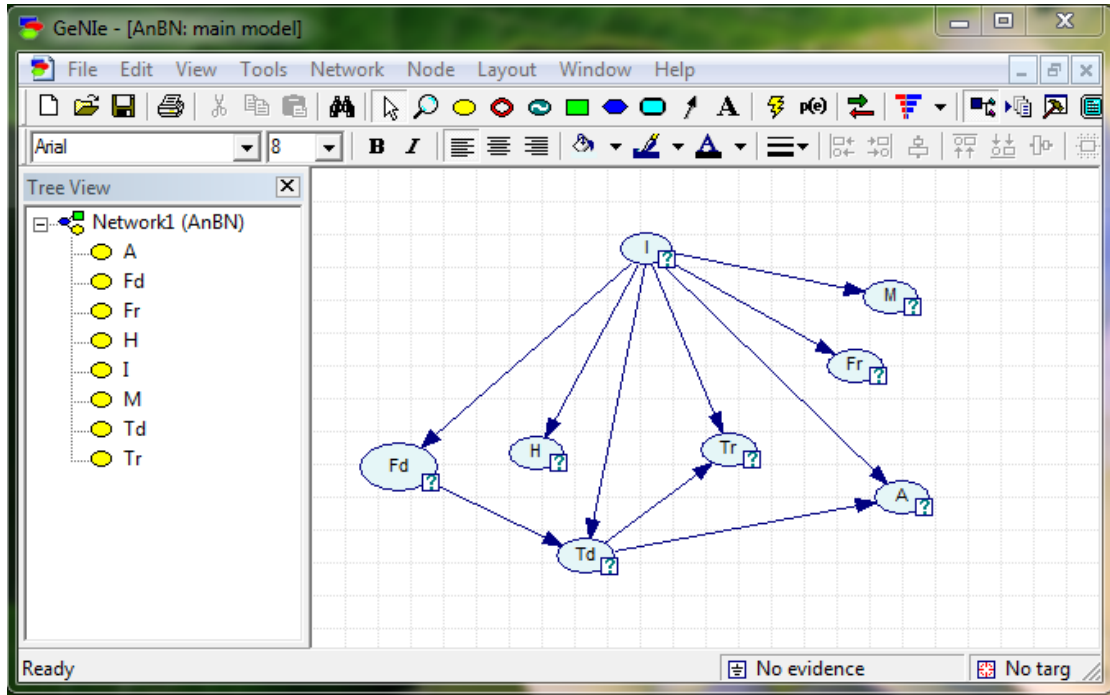 GeNIe - [AnBN: main model]
File Edit View Tools Network Node Layout Window Help
A p(e)
Arial 8 B I A
Tree View
Network1 (AnBN)
A
Fd
Fr
H
I
M
Td
Tr
I ?
M ?
Fr ?
Fd ?
H ?
Tr ?
A ?
Td ?
Ready No evidence No targ